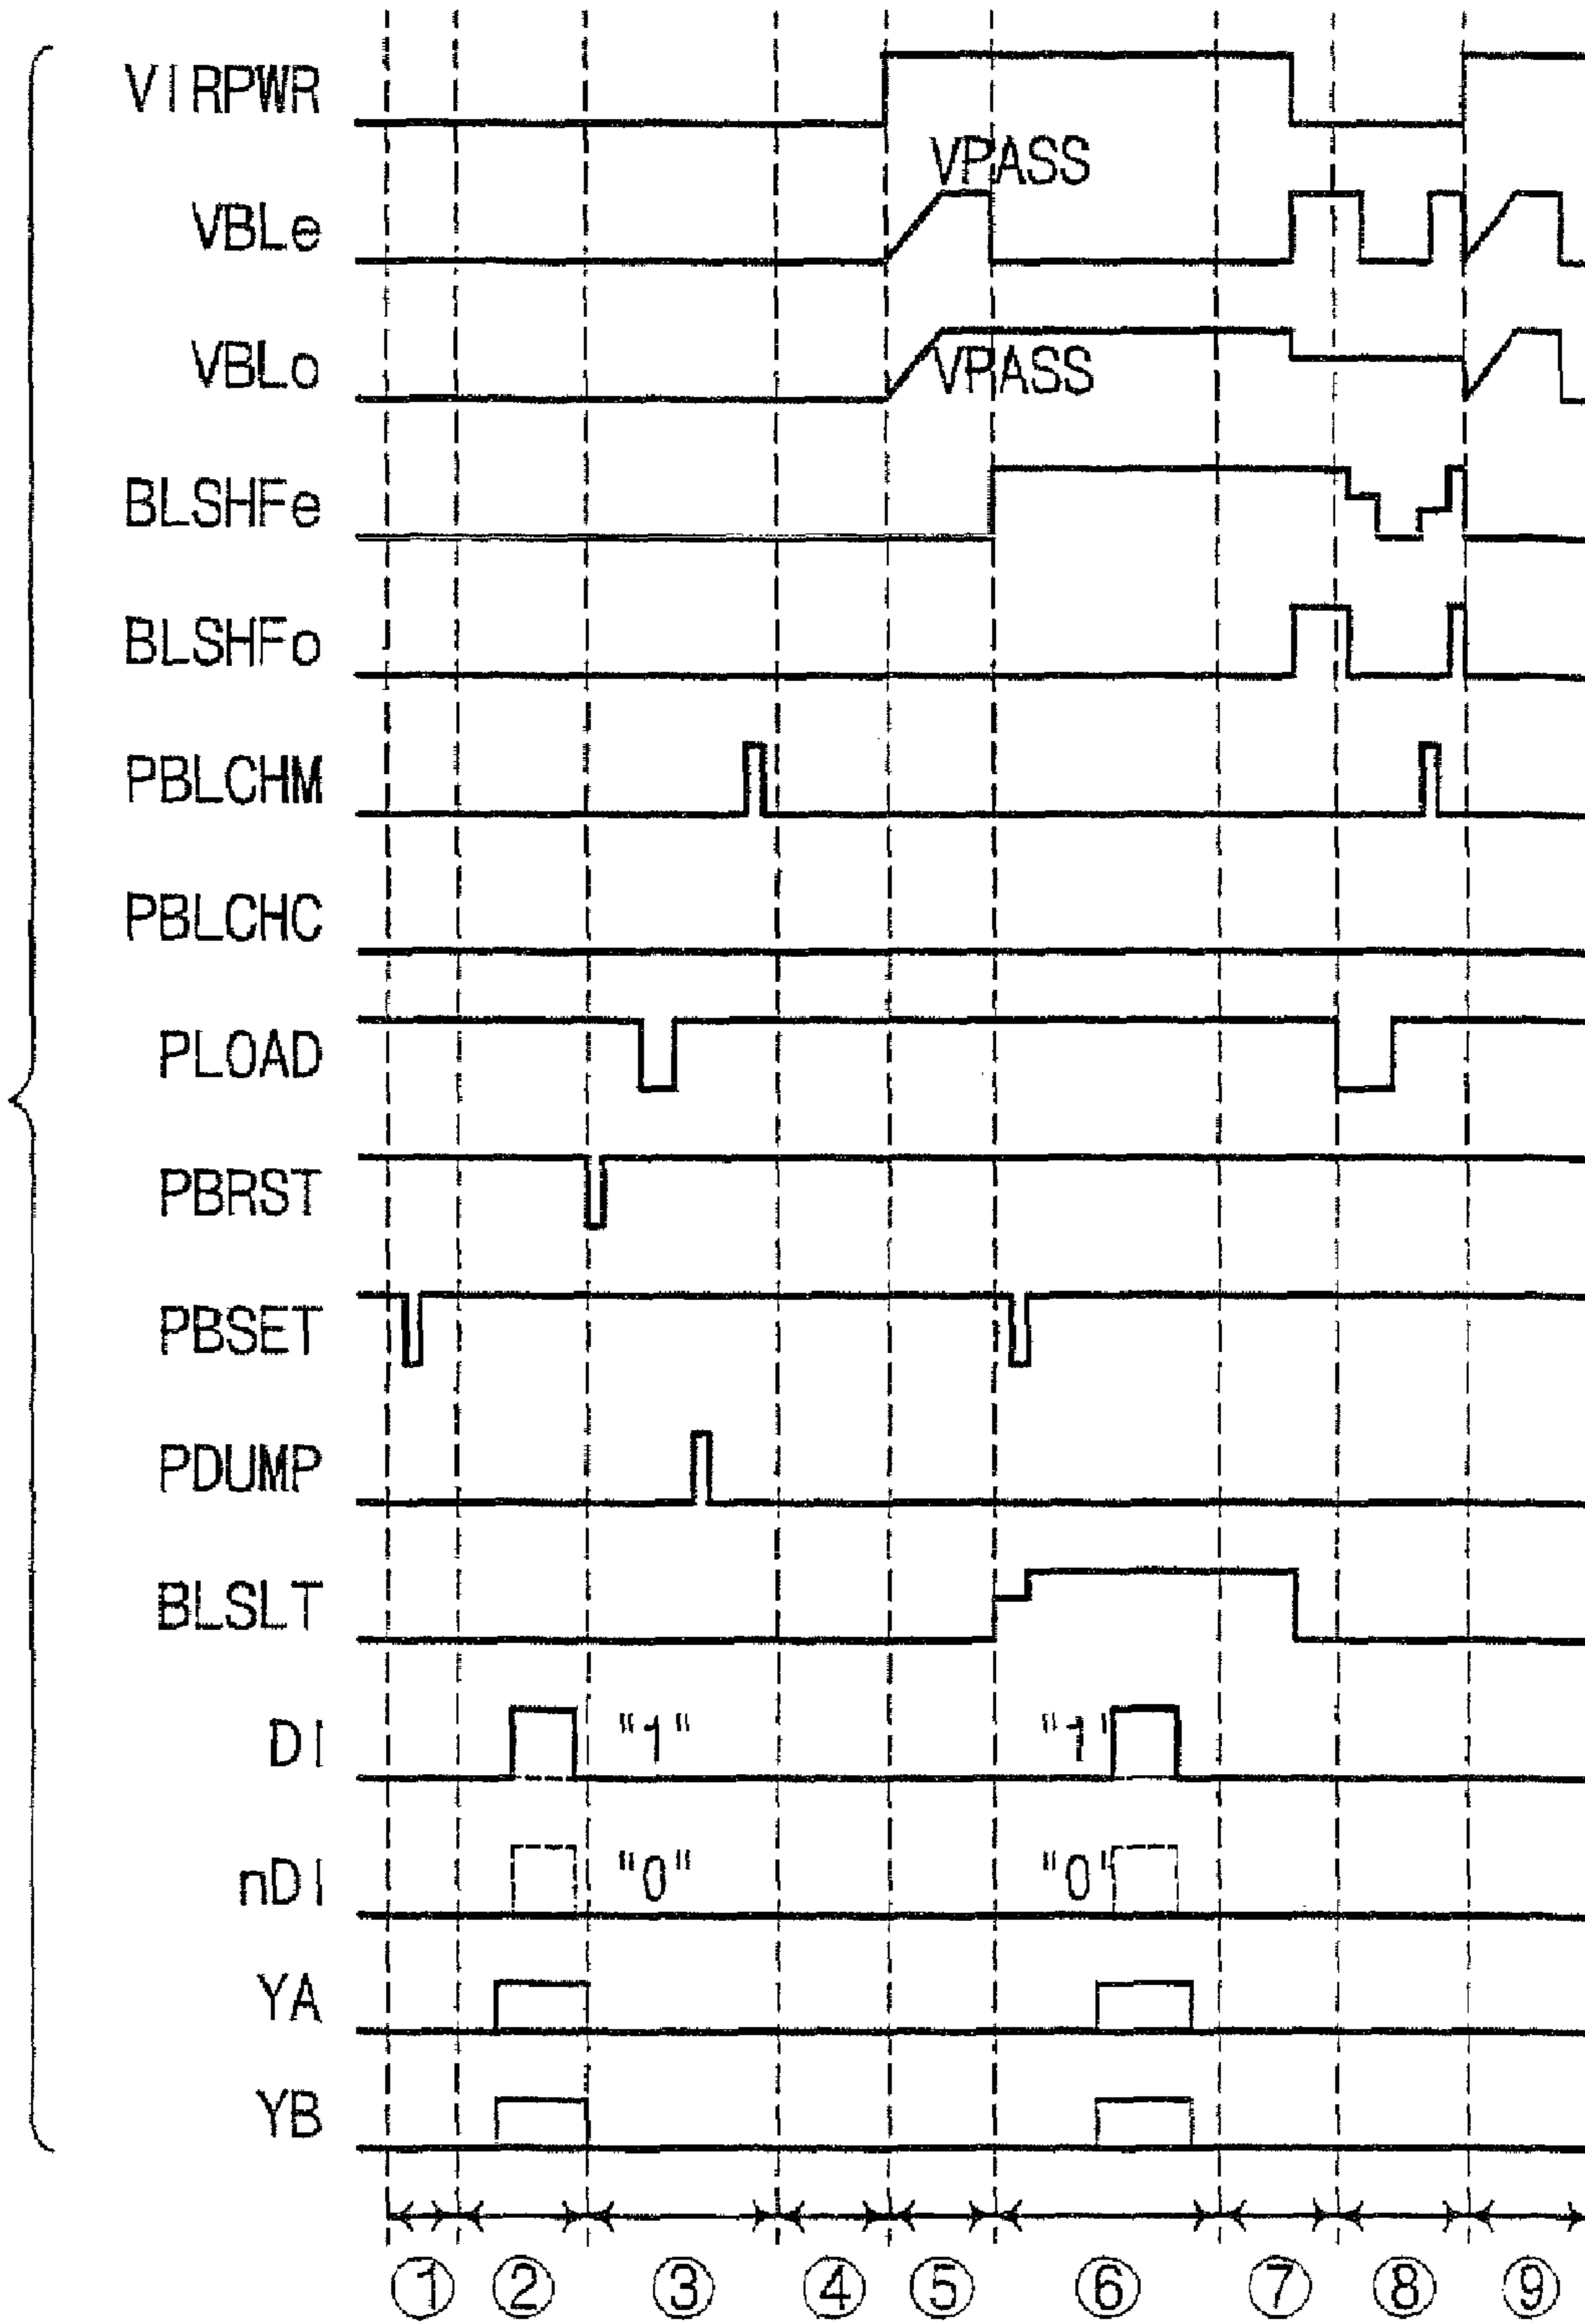 VIRPWR
VPASS
VBLe
VBLo
VPASS
BLSHFe
BLSHFo
PBLCHM
PBLCHC
PLOAD
PBRST
PBSET
PDUMP
BLSLT
DI "1" "1"
nDI "0" "0"
YA
YB
① ② ③ ④ ⑤ ⑥ ⑦ ⑧ ⑨